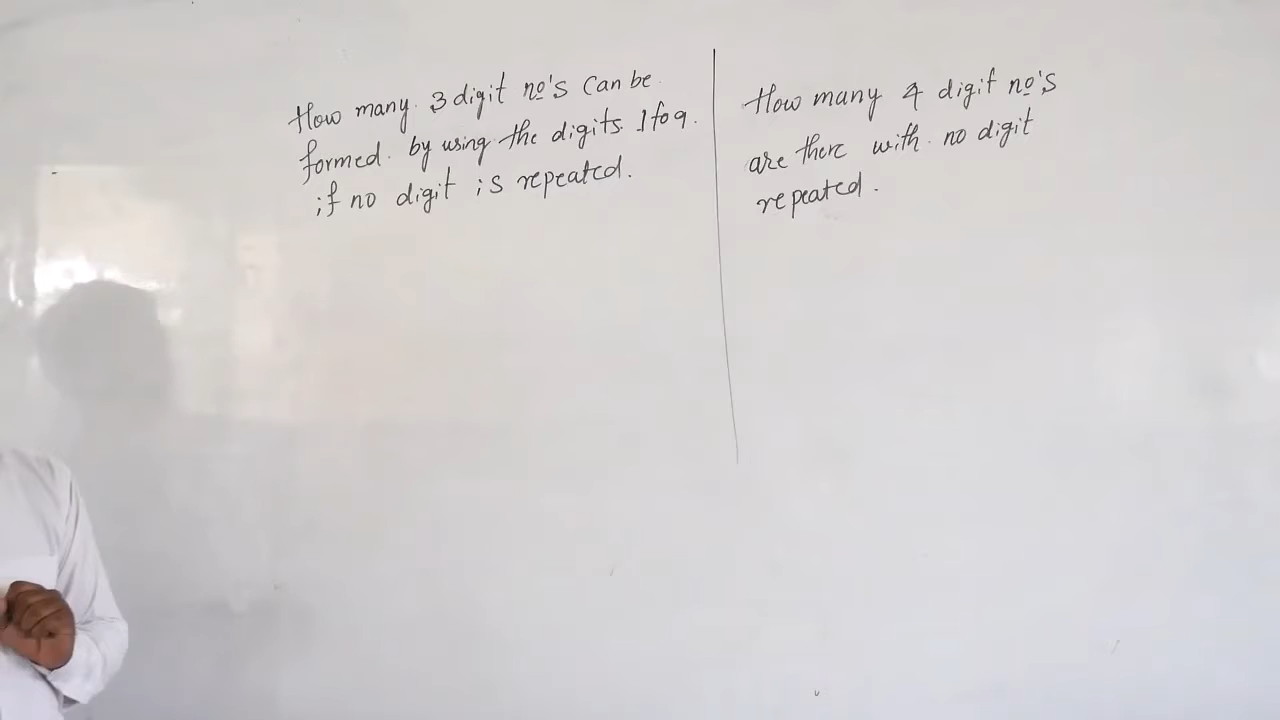 How many 3 digit no's can be
formed by using the digits 1 to 9
if no digit is repeated.
How many 4 digit no's
are there with no digit
repeated.